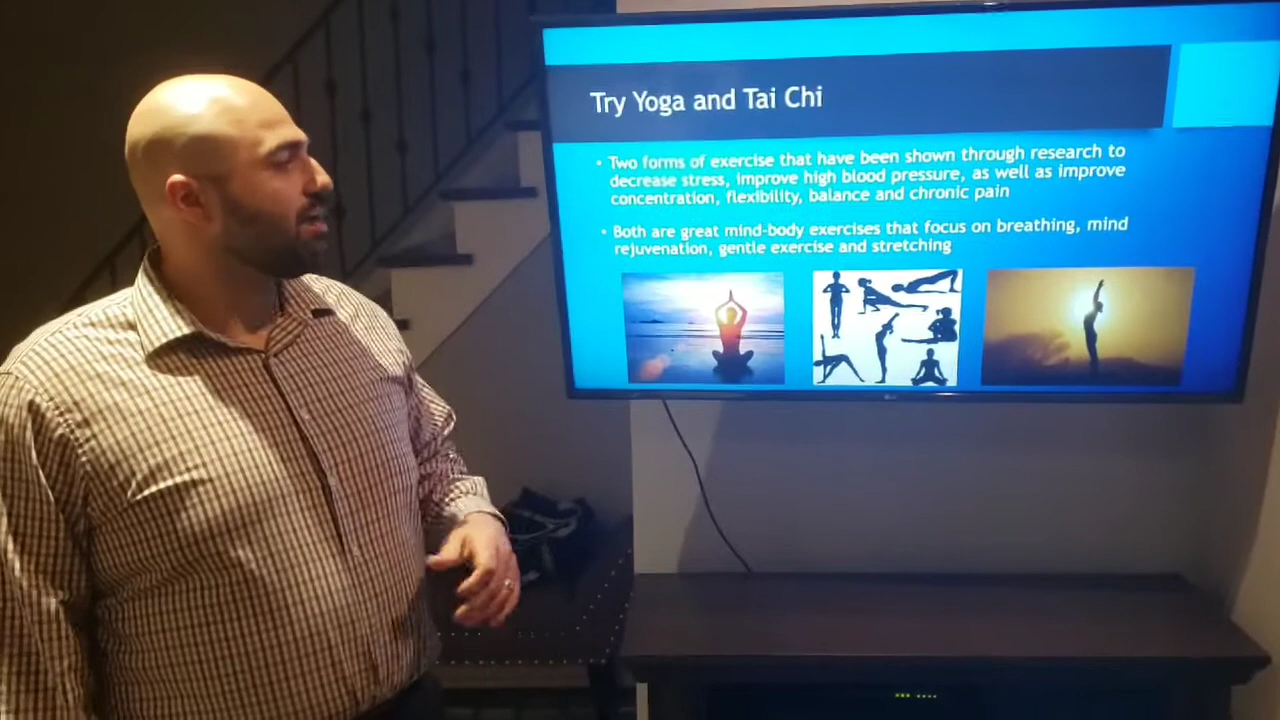 Try Yoga and Tai Chi
• Two forms of exercise that have been shown through research to
decrease stress, improve high blood pressure, as well as improve
concentration, flexibility, balance and chronic pain
• Both are great mind-body exercises that focus on breathing, mind
rejuvenation, gentle exercise and stretching
LG